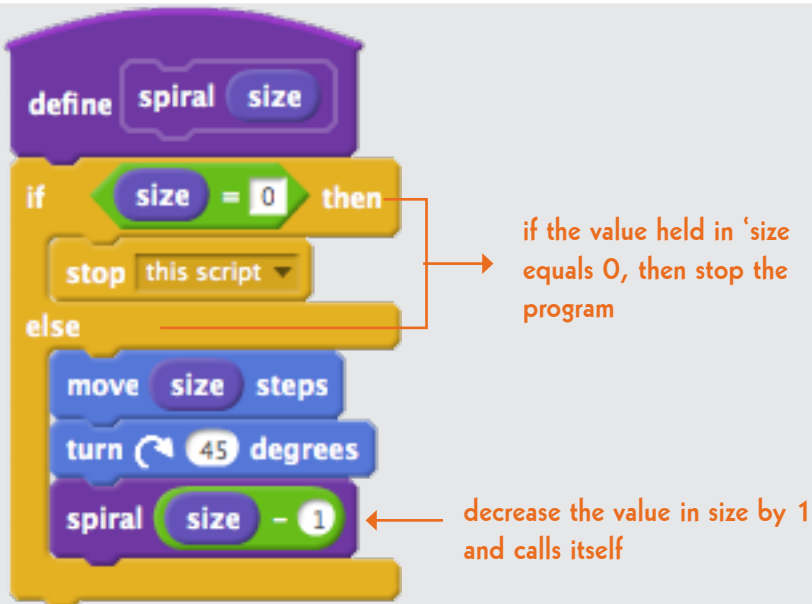 define spiral size
if size = 0 then
stop this script
else
move size steps
turn 45 degrees
spiral size - 1
if the value held in ‘size
equals 0, then stop the
program
decrease the value in size by 1
and calls itself